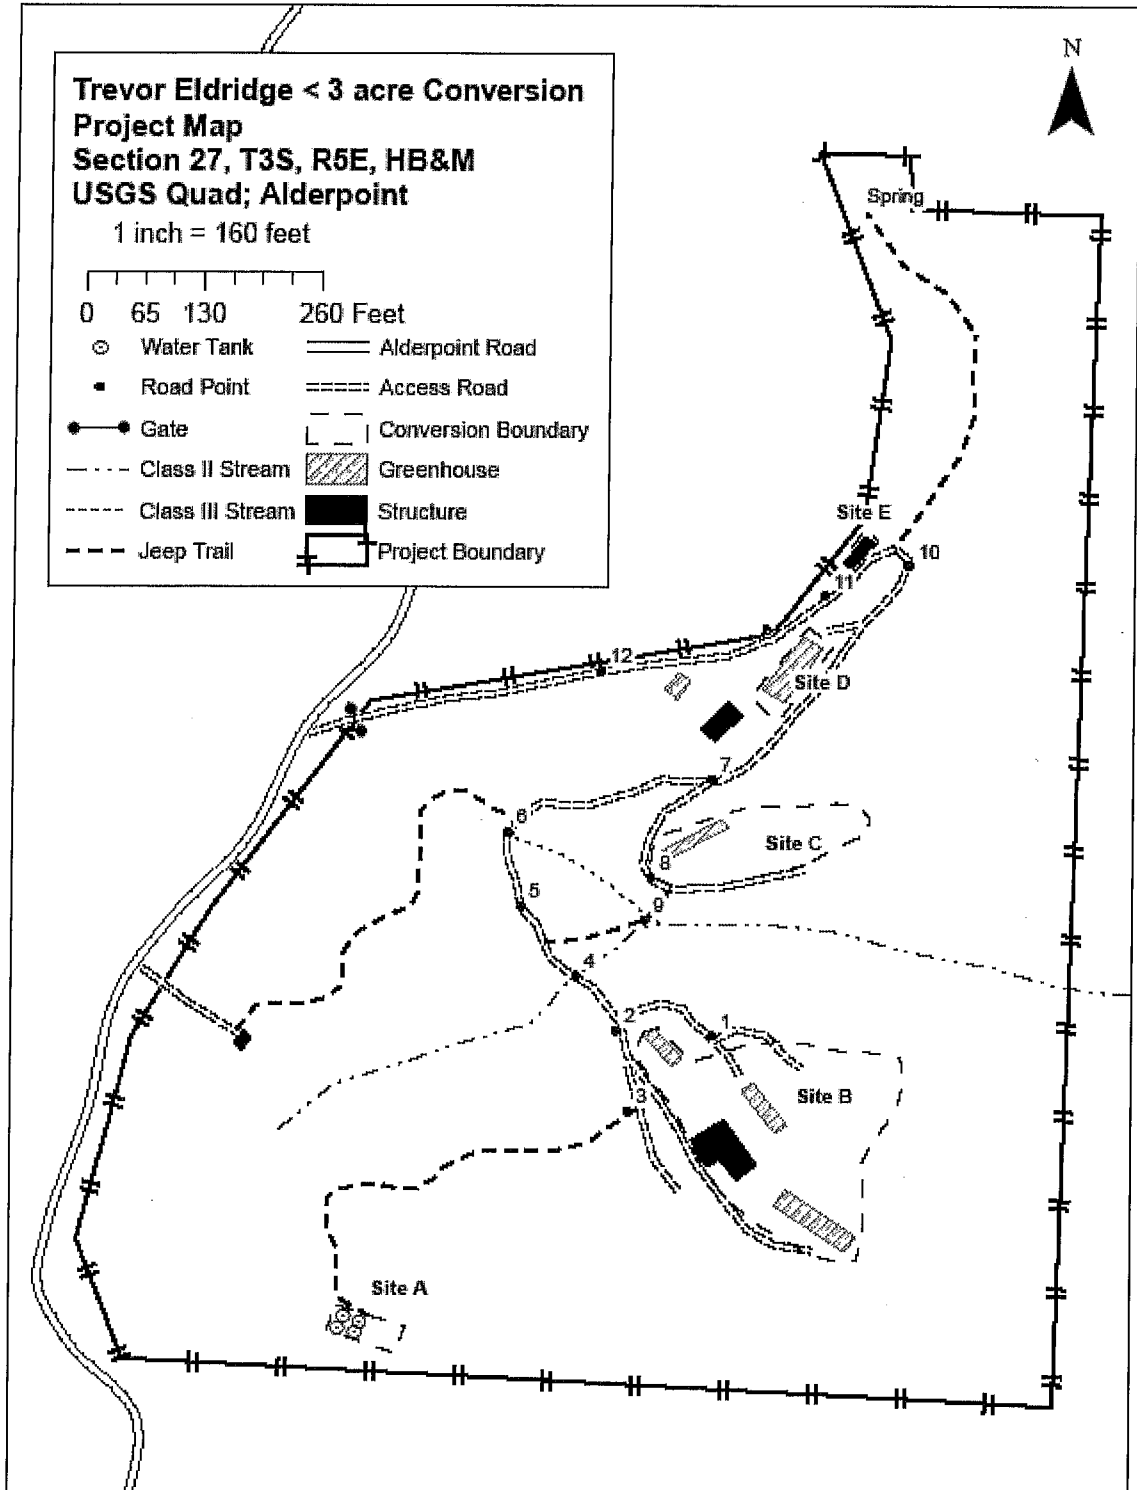 Trevor Eldridge < 3 acre Conversion
Project Map
Section 27, T3S, R5E, HB&M
USGS Quad; Alderpoint
1 inch = 160 feet
0 65 130 260 Feet
Water Tank
Road Point
Gate
Class II Stream
Class III Stream
Jeep Trail
Alderpoint Road
Access Road
Conversion Boundary
Greenhouse
Structure
Project Boundary
N
Spring
Site E
10
11
12
Site D
7
6
8
Site C
5
9
4
2
1
3
Site B
Site A